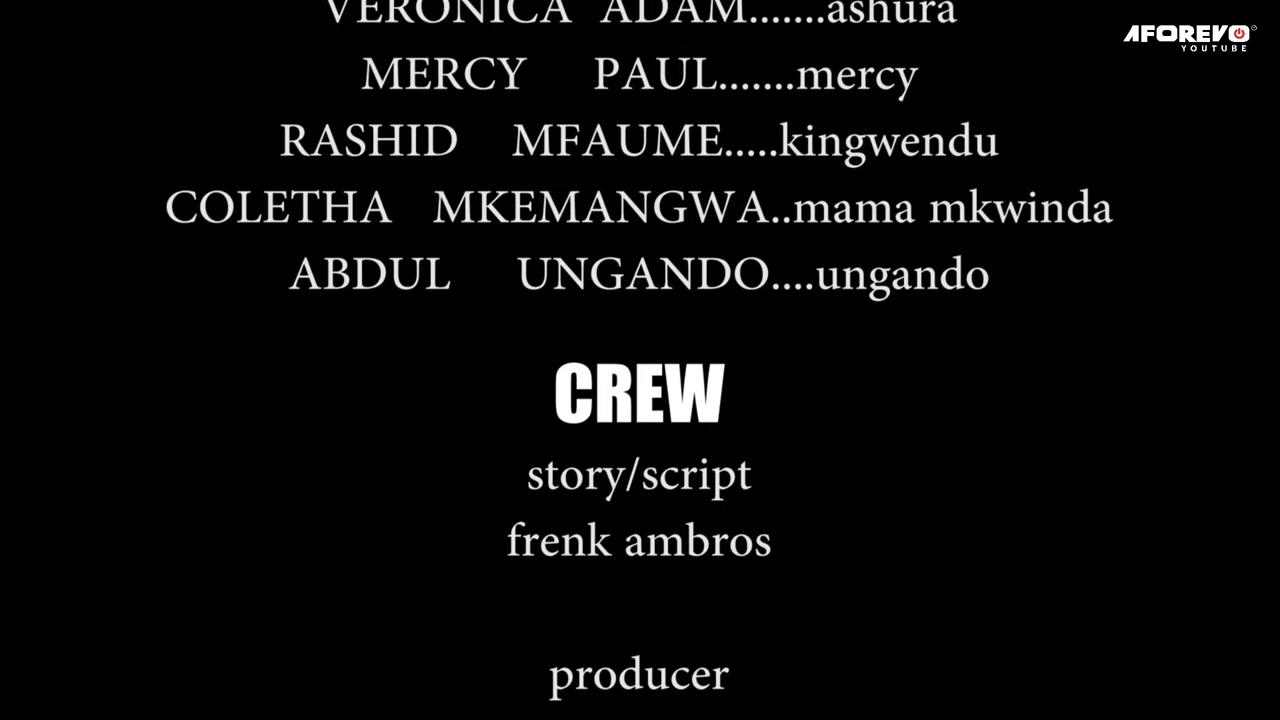 VERONICA ADAM.......ashura
AFOREVO
YOUTUBE
MERCY PAUL.......mercy
RASHID MFAUME.....kingwendu
COLETHA MKEMANGWA..mama mkwinda
ABDUL UNGANDO....ungando
CREW
story/script
frenk ambros
producer